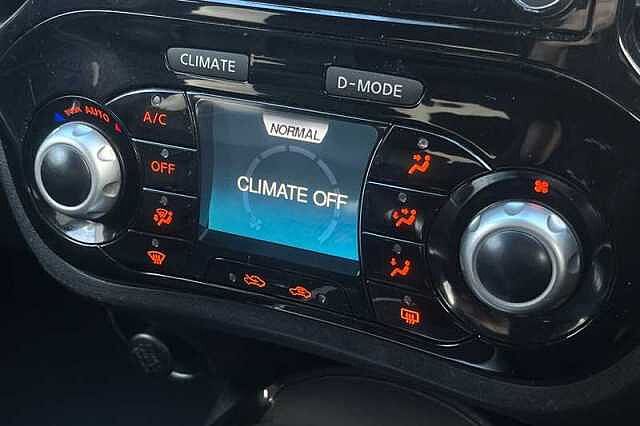 CLIMATE
D-MODE
AUTO
A/C
NORMAL
OFF
CLIMATE OFF